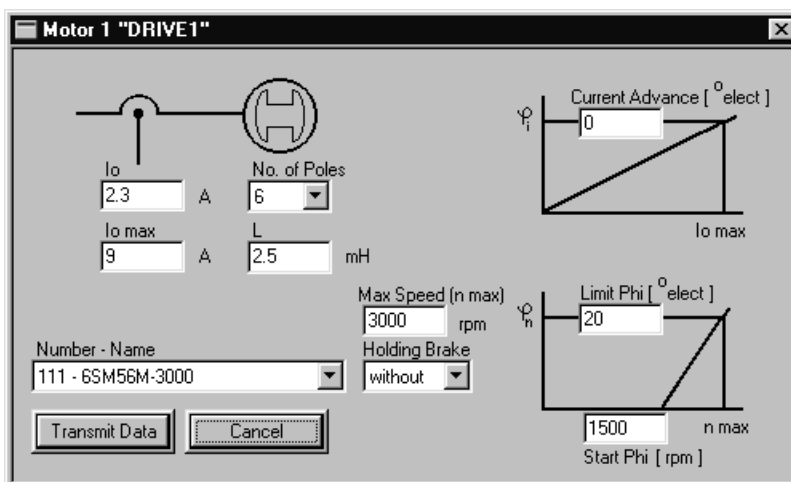 Motor 1 "DRIVE1"
Io
2.3 A
No. of Poles
6
Io max
9 A
L
2.5 mH
Max Speed (n max)
3000 rpm
Number - Name
111 - 6SM56M-3000
Holding Brake
without
Transmit Data
Cancel
Current Advance [ °elect ]
φi
0
Io max
Limit Phi [ °elect ]
φn
20
1500 n max
Start Phi [ rpm ]